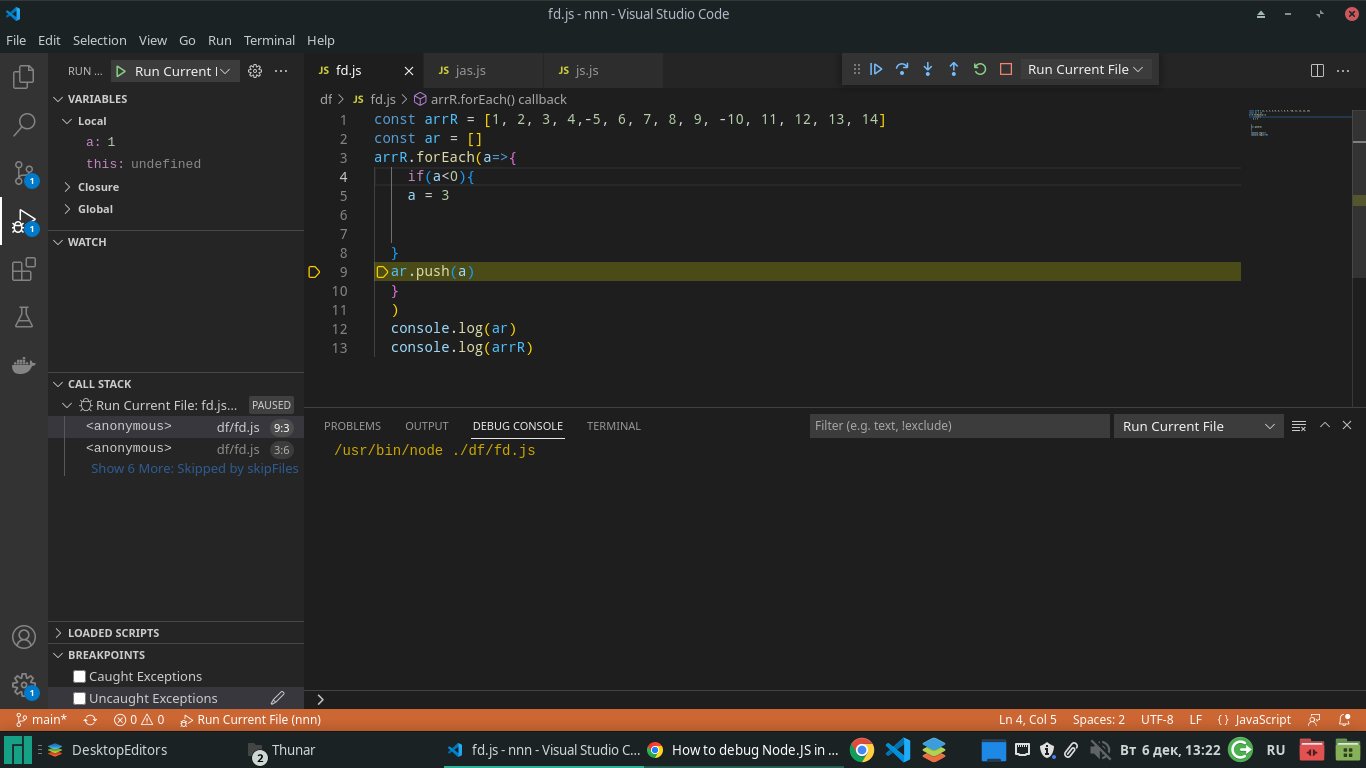 fd.js - nnn - Visual Studio Code
File Edit Selection View Go Run Terminal Help
RUN ... Run Current I
JS fd.js JS jas.js JS js.js
Run Current File
VARIABLES
Local
a: 1
this: undefined
Closure
Global
WATCH
CALL STACK
Run Current File: fd.js... PAUSED
<anonymous> df/fd.js 9:3
<anonymous> df/fd.js 3:6
Show 6 More: Skipped by skipFiles
LOADED SCRIPTS
BREAKPOINTS
Caught Exceptions
Uncaught Exceptions
1
1
1
df JS fd.js arrR.forEach() callback
1 const arrR = [1, 2, 3, 4,-5, 6, 7, 8, 9, -10, 11, 12, 13, 14]
2 const ar = []
3 arrR.forEach(a=>{
4 if(a<0){
5 a = 3
6
7
8 }
9 ar.push(a)
10 }
11 )
12 console.log(ar)
13 console.log(arrR)
PROBLEMS OUTPUT DEBUG CONSOLE TERMINAL
Filter (e.g. text, !exclude)
Run Current File
/usr/bin/node ./df/fd.js
main* 0 0 Run Current File (nnn) Ln 4, Col 5 Spaces: 2 UTF-8 LF {} JavaScript
DesktopEditors 2 Thunar fd.js - nnn - Visual Studio C... How to debug Node.JS in ... Вт 6 дек, 13:22 RU